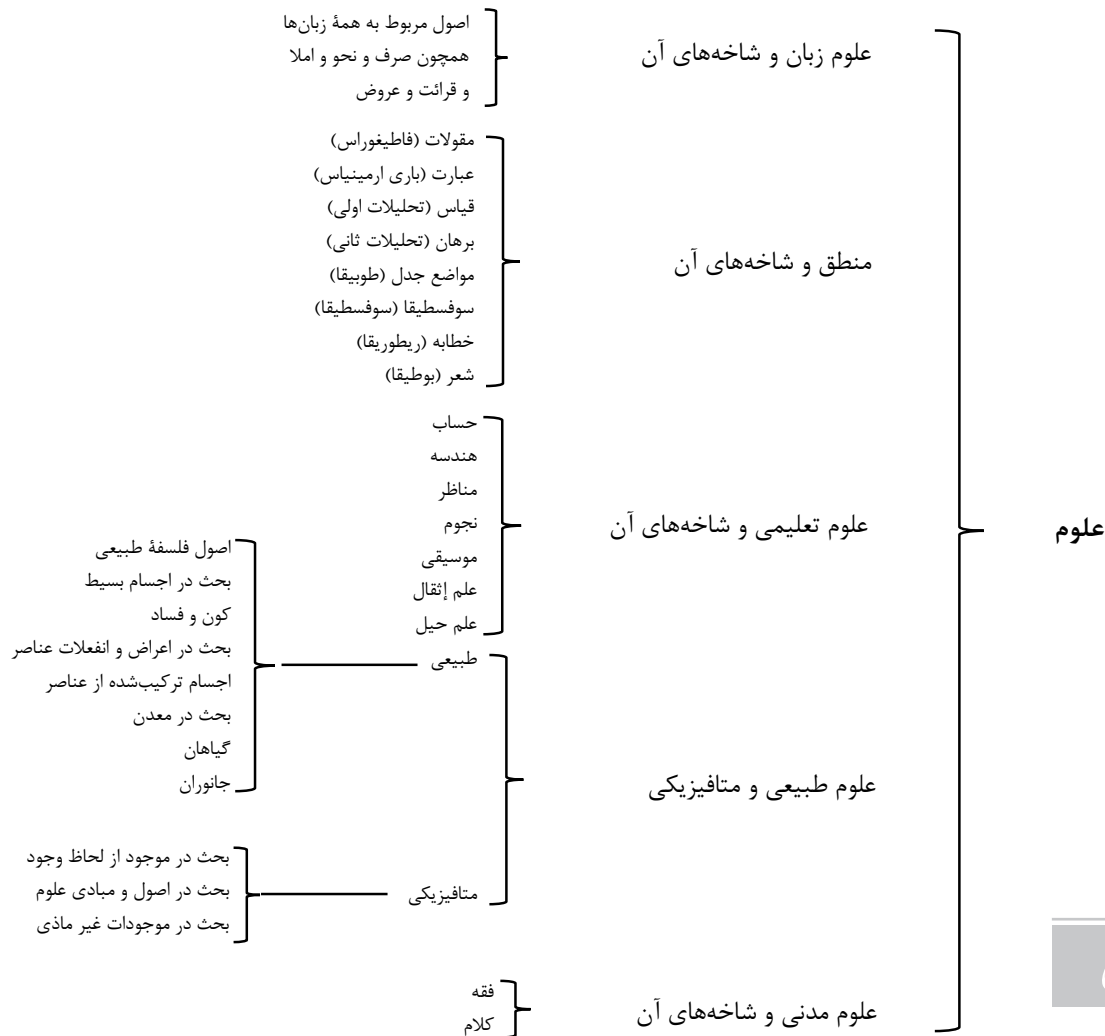 علوم
علوم زبان و شاخه‌های آن
اصول مربوط به همهٔ زبان‌ها
همچون صرف و نحو و املا
و قرائت و عروض
منطق و شاخه‌های آن
مقولات (فاطیغوراس)
عبارت (باری ارمینیاس)
قیاس (تحلیلات اولی)
برهان (تحلیلات ثانی)
مواضع جدل (طوبیقا)
سوفسطیقا (سوفسطیقا)
خطابه (ریطوریقا)
شعر (بوطیقا)
علوم تعلیمی و شاخه‌های آن
حساب
هندسه
مناظر
نجوم
موسیقی
علم إثقال
علم حیل
علوم طبیعی و متافیزیکی
طبیعی
اصول فلسفهٔ طبیعی
بحث در اجسام بسیط
کون و فساد
بحث در اعراض و انفعلات عناصر
اجسام ترکیب‌شده از عناصر
بحث در معدن
گیاهان
جانوران
متافیزیکی
بحث در موجود از لحاظ وجود
بحث در اصول و مبادی علوم
بحث در موجودات غیر ماذی
علوم مدنی و شاخه‌های آن
فقه
کلام